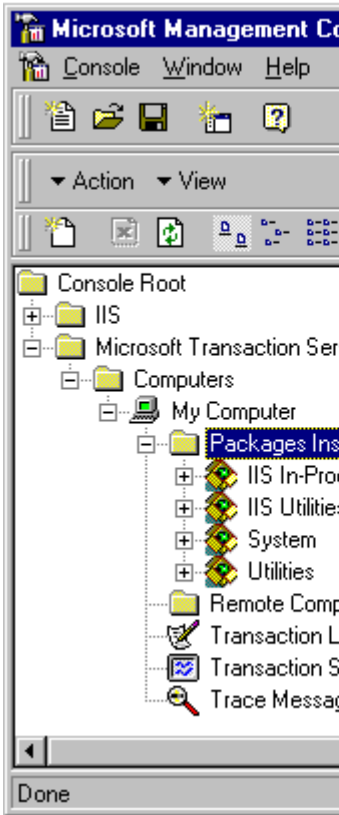 Microsoft Management Co
Console Window Help
Action View
Console Root
IIS
Microsoft Transaction Ser
Computers
My Computer
Packages Ins
IIS In-Proc
IIS Utilities
System
Utilities
Remote Comp
Transaction L
Transaction S
Trace Messag
Done